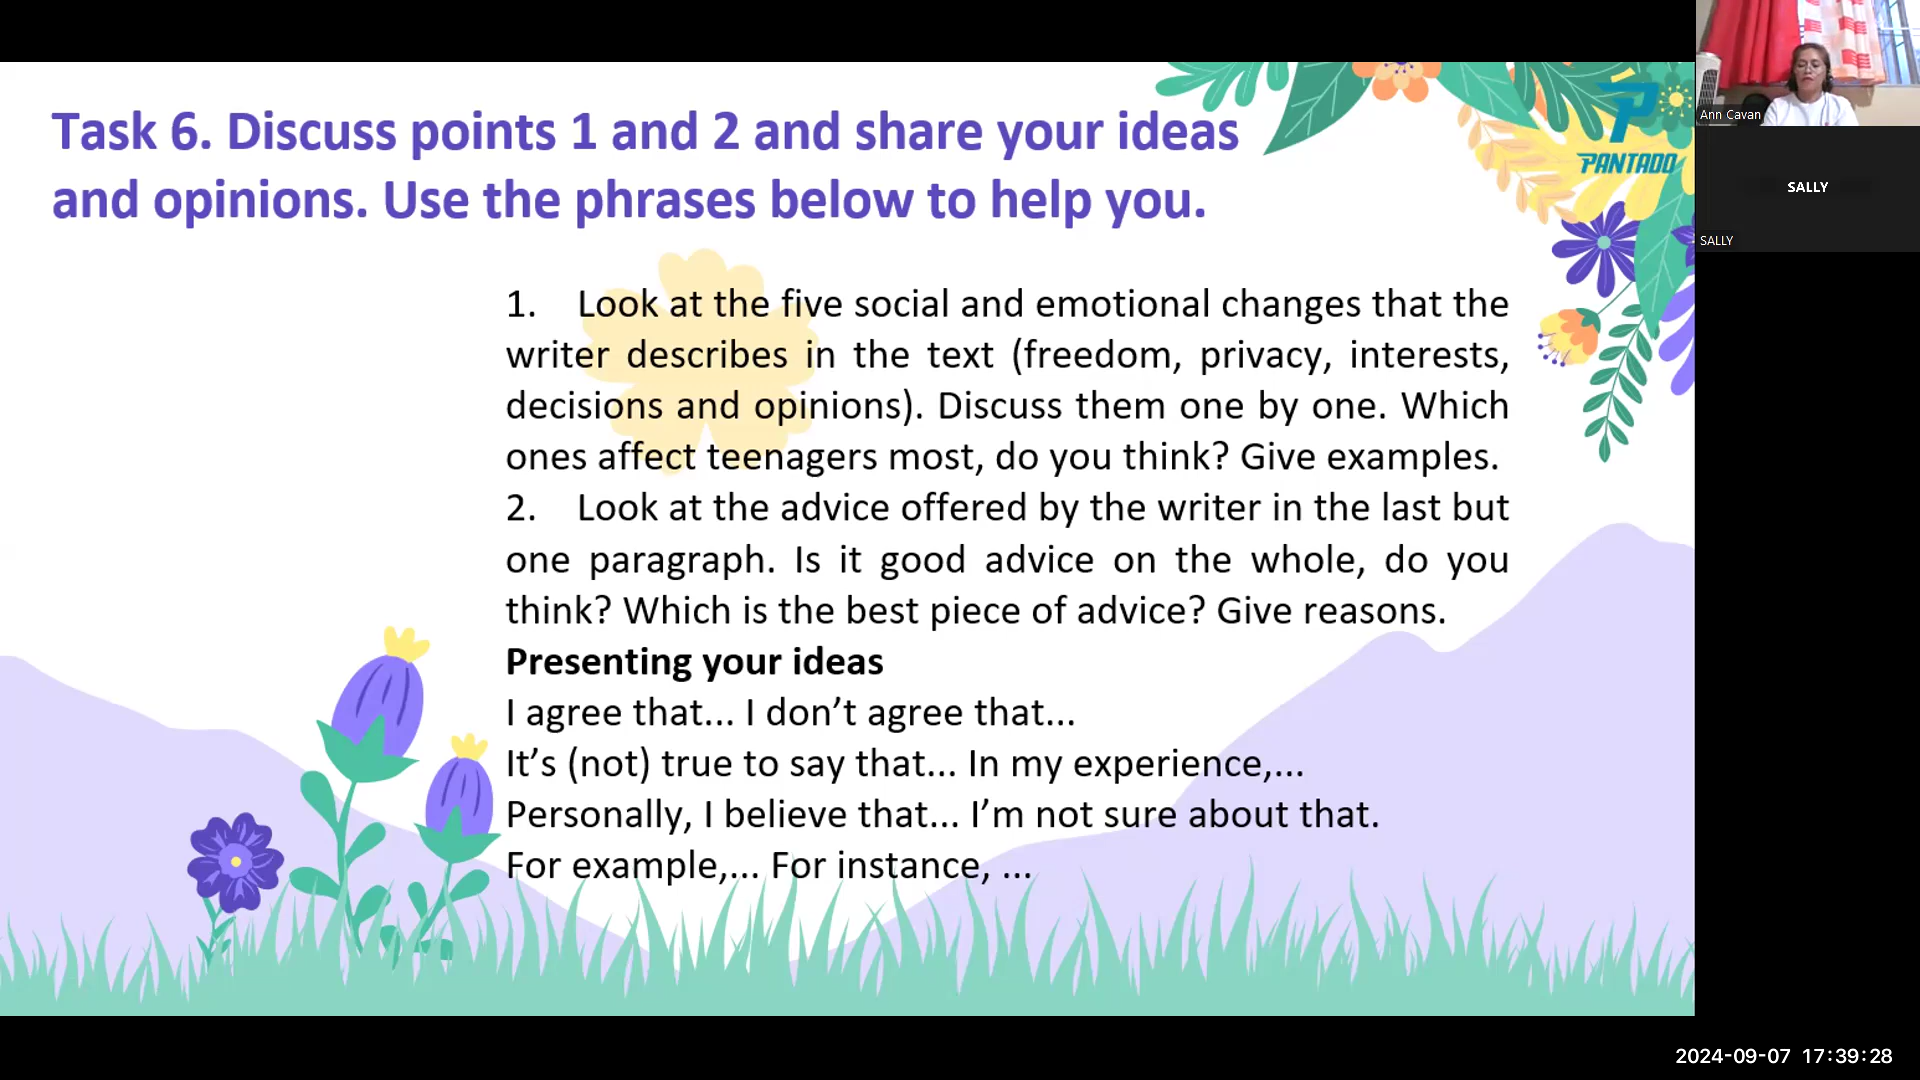 Task 6. Discuss points 1 and 2 and share your ideas
and opinions. Use the phrases below to help you.
PANTADO
Ann Cavan
SALLY
SALLY
1. Look at the five social and emotional changes that the
writer describes in the text (freedom, privacy, interests,
decisions and opinions). Discuss them one by one. Which
ones affect teenagers most, do you think? Give examples.
2. Look at the advice offered by the writer in the last but
one paragraph. Is it good advice on the whole, do you
think? Which is the best piece of advice? Give reasons.
Presenting your ideas
I agree that... I don’t agree that...
It’s (not) true to say that... In my experience,...
Personally, I believe that... I’m not sure about that.
For example,... For instance, ...
2024-09-07 17:39:28